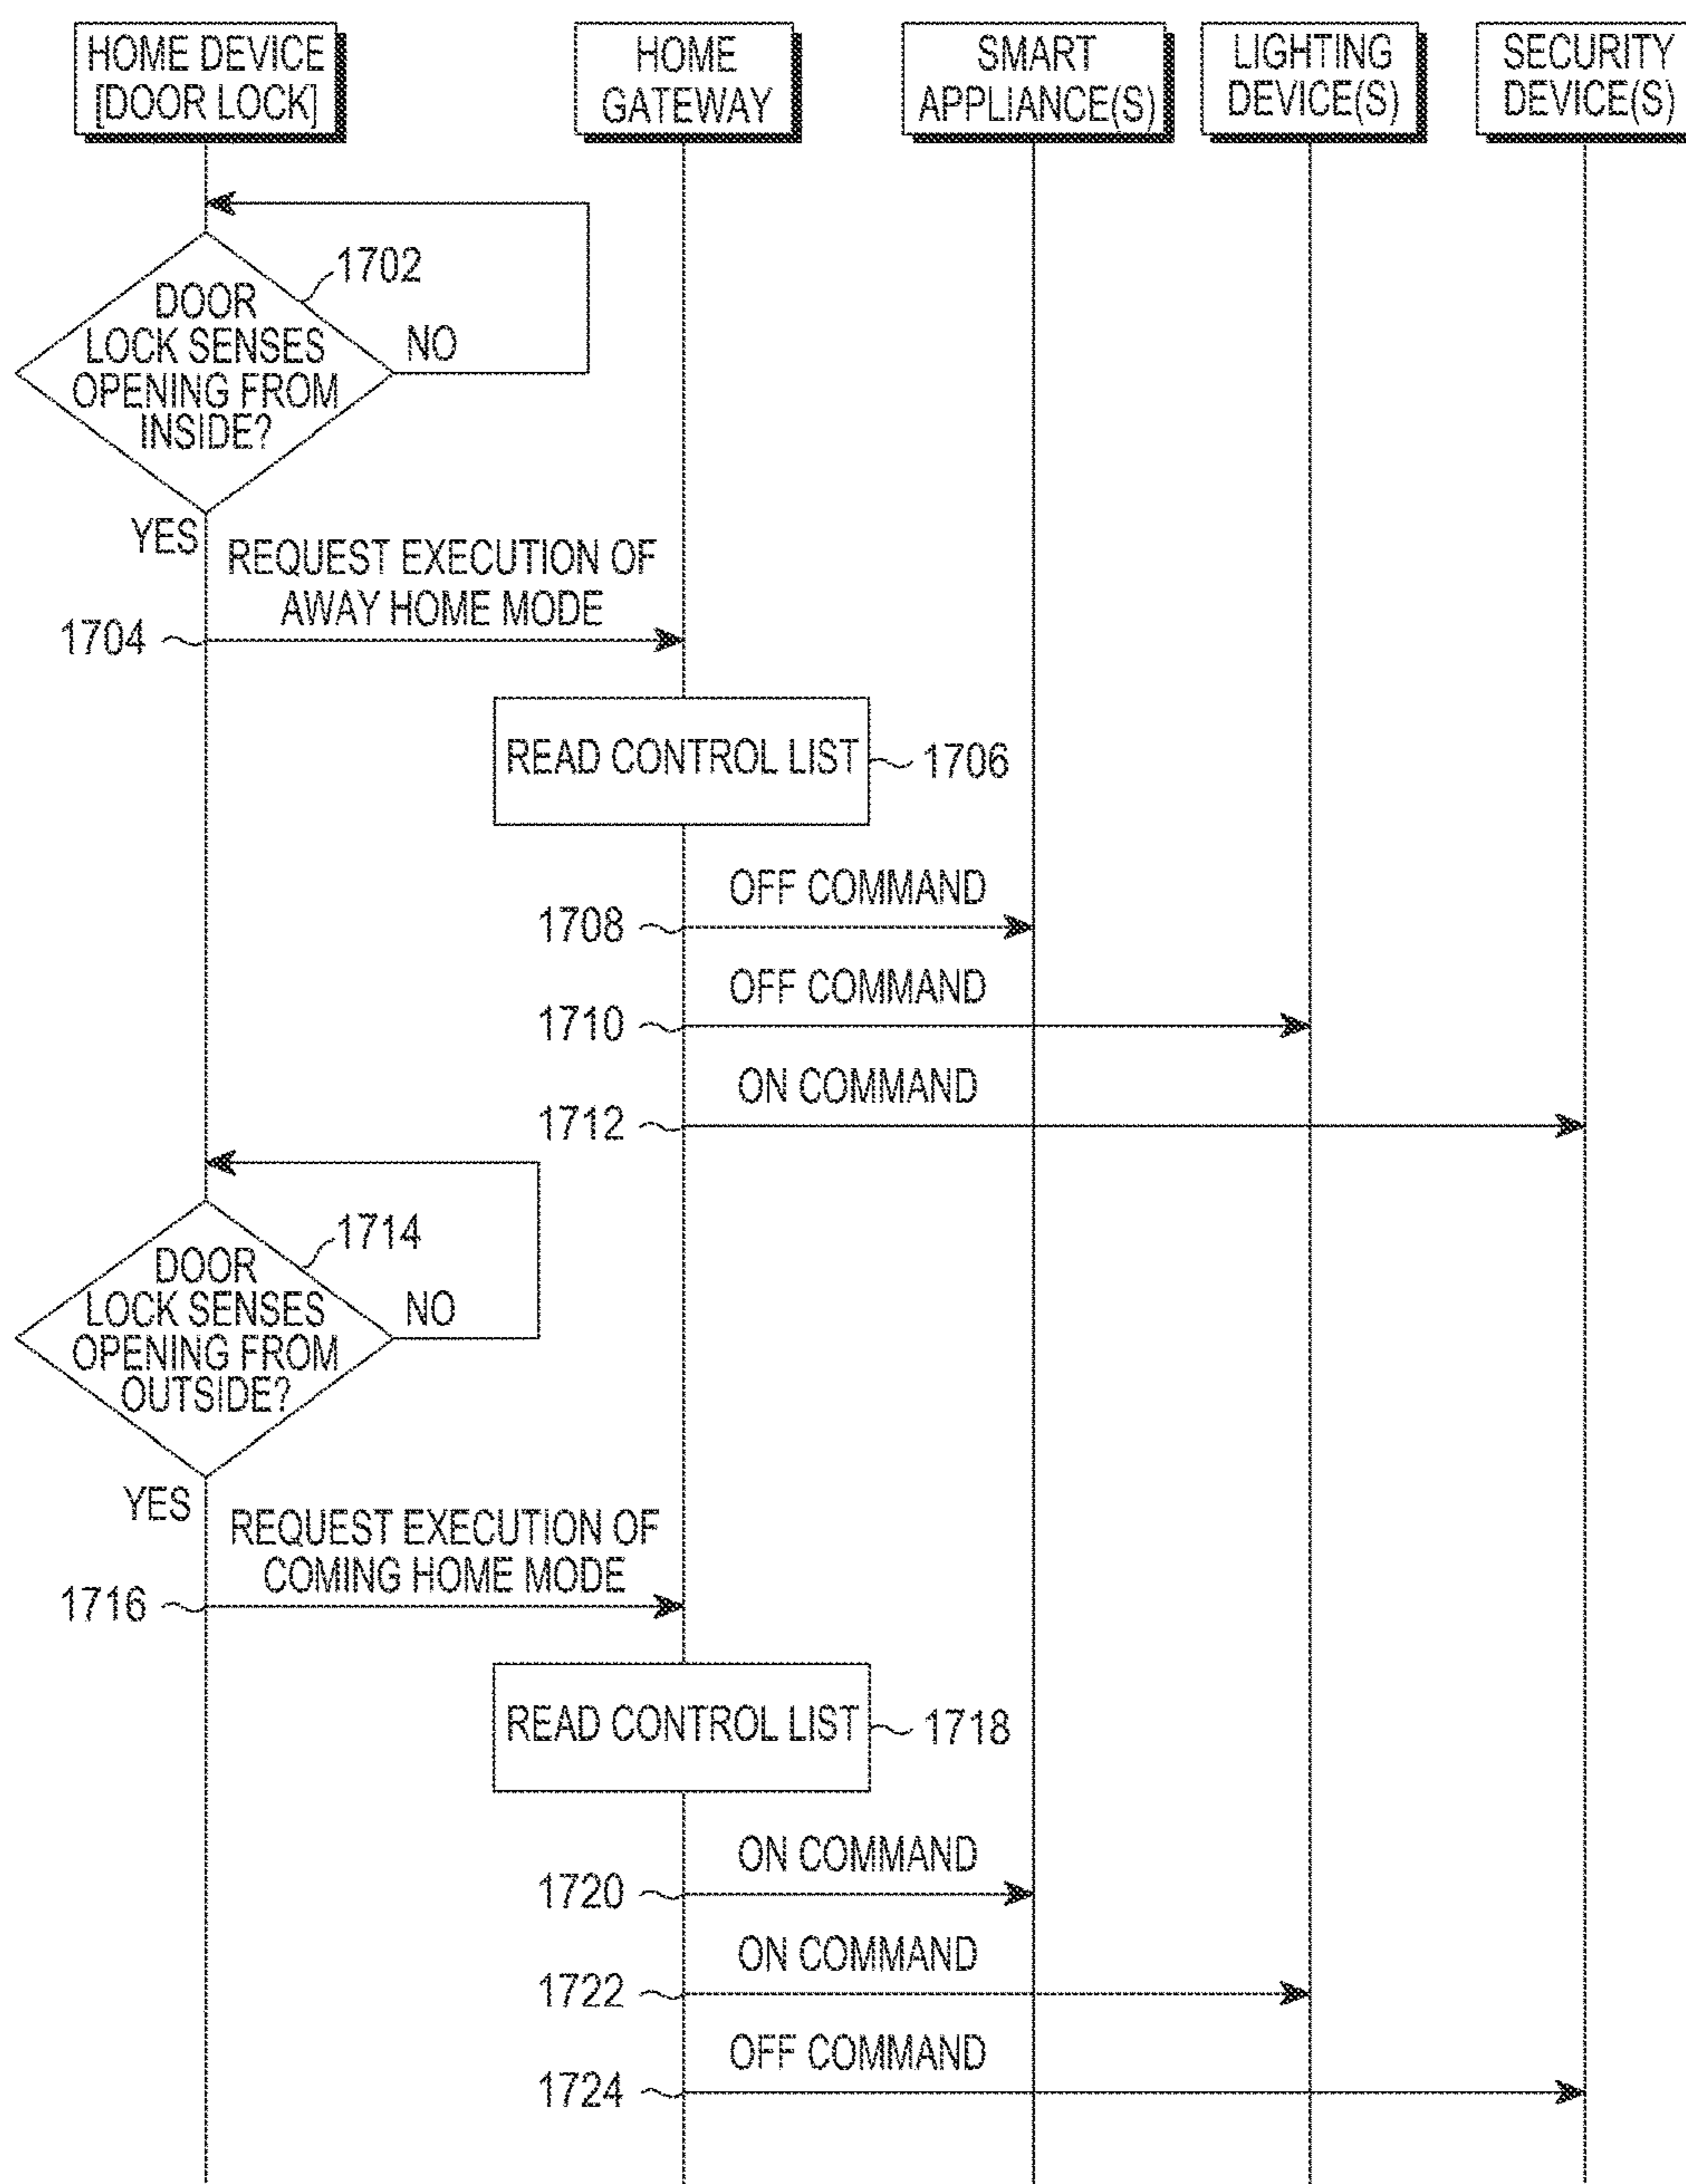 HOME DEVICE
[DOOR LOCK]
HOME
GATEWAY
SMART
APPLIANCE(S)
LIGHTING
DEVICE(S)
SECURITY
DEVICE(S)
1702
DOOR
LOCK SENSES
OPENING FROM
INSIDE?
NO
YES
REQUEST EXECUTION OF
AWAY HOME MODE
1704
READ CONTROL LIST
1706
OFF COMMAND
1708
OFF COMMAND
1710
ON COMMAND
1712
1714
DOOR
LOCK SENSES
OPENING FROM
OUTSIDE?
NO
YES
REQUEST EXECUTION OF
COMING HOME MODE
1716
READ CONTROL LIST
1718
ON COMMAND
1720
ON COMMAND
1722
OFF COMMAND
1724